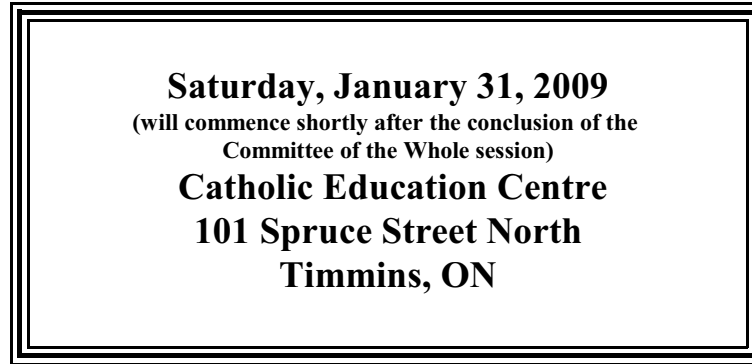 Saturday, January 31, 2009
(will commence shortly after the conclusion of the
Committee of the Whole session)
Catholic Education Centre
101 Spruce Street North
Timmins, ON